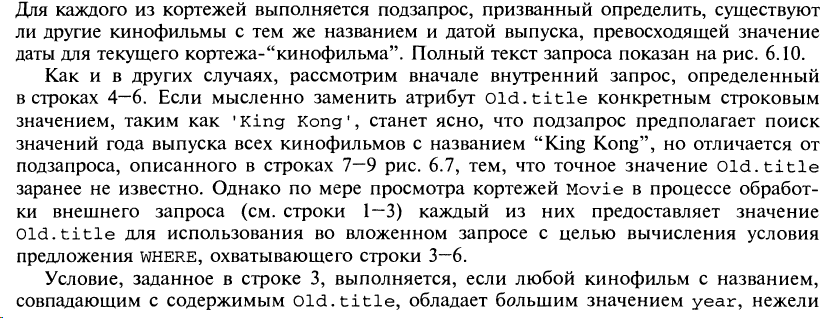 Для каждого из кортежей выполняется подзапрос, призванный определить, существуют
ли другие кинофильмы с тем же названием и датой выпуска, превосходящей значение
даты для текущего кортежа-“кинофильма”. Полный текст запроса показан на рис. 6.10.
Как и в других случаях, рассмотрим вначале внутренний запрос, определенный
в строках 4–6. Если мысленно заменить атрибут Old.title конкретным строковым
значением, таким как 'King Kong', станет ясно, что подзапрос предполагает поиск
значений года выпуска всех кинофильмов с названием “King Kong”, но отличается от
подзапроса, описанного в строках 7–9 рис. 6.7, тем, что точное значение Old.title
заранее не известно. Однако по мере просмотра кортежей Movie в процессе обработ-
ки внешнего запроса (см. строки 1–3) каждый из них предоставляет значение
Old.title для использования во вложенном запросе с целью вычисления условия
предложения WHERE, охватывающего строки 3–6.
Условие, заданное в строке 3, выполняется, если любой кинофильм с названием,
совпадающим с содержимым Old.title, обладает большим значением year, нежели